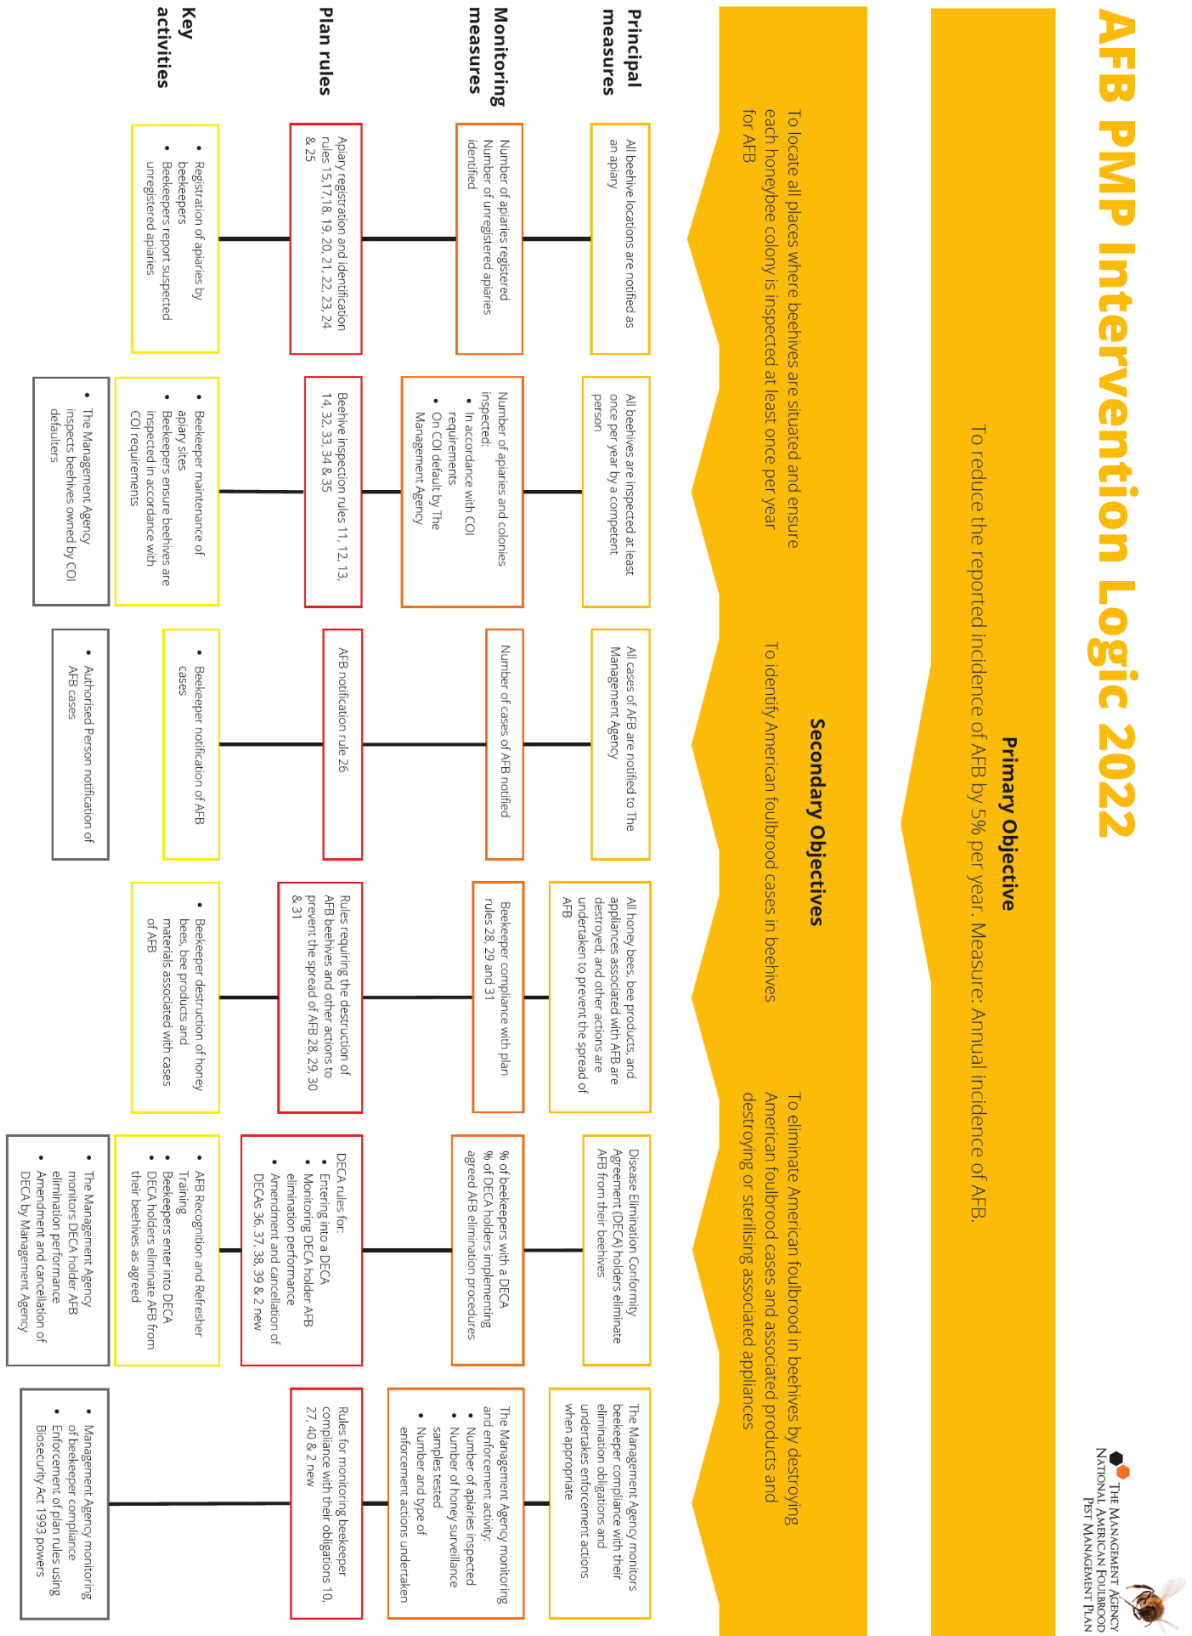 AFB PMP Intervention Logic 2022
THE MANAGEMENT AGENCY
NATIONAL AMERICAN FOULBROOD
PEST MANAGEMENT PLAN
Primary Objective
To reduce the reported incidence of AFB by 5% per year. Measure: Annual incidence of AFB.
Secondary Objectives
To locate all places where beehives are situated and ensure
each honeybee colony is inspected at least once per year
for AFB
To identify American foulbrood cases in beehives
To eliminate American foulbrood in beehives by destroying
American foulbrood cases and associated products and
destroying or sterilising associated appliances
Principal
measures
All beehive locations are notified as
an apiary
All beehives are inspected at least
once per year by a competent
person
All cases of AFB are notified to The
Management Agency
All honey bees, bee products, and
appliances associated with AFB are
destroyed; and other actions are
undertaken to prevent the spread of
AFB
Disease Elimination Conformity
Agreement (DECA) holders eliminate
AFB from their beehives
The Management Agency monitors
beekeeper compliance with their
elimination obligations and
undertakes enforcement actions
when appropriate
Monitoring
measures
Number of apiaries registered
Number of unregistered apiaries
identified
Number of apiaries and colonies
inspected:
• In accordance with COI
requirements
• On COI default by The
Management Agency
Number of cases of AFB notified
Beekeeper compliance with plan
rules 28, 29 and 31
% of beekeepers with a DECA
% of DECA holders implementing
agreed AFB elimination procedures
The Management Agency monitoring
and enforcement activity:
• Number of apiaries inspected
• Number of honey surveillance
samples tested
• Number and type of
enforcement actions undertaken
Plan rules
Apiary registration and identification
rules 15,17,18, 19, 20, 21, 22, 23, 24
& 25
Beehive inspection rules 11, 12, 13,
14, 32, 33, 34 & 35
AFB notification rule 26
Rules requiring the destruction of
AFB beehives and other actions to
prevent the spread of AFB 28, 29, 30
& 31
DECA rules for:
• Entering into a DECA
• Monitoring DECA holder AFB
elimination performance
• Amendment and cancellation of
DECAs 36, 37, 38, 39 & 2 new
Rules for monitoring beekeeper
compliance with their obligations 10,
27, 40 & 2 new
Key
activities
• Registration of apiaries by
beekeepers
• Beekeepers report suspected
unregistered apiaries
• Beekeeper maintenance of
apiary sites
• Beekeepers ensure beehives are
inspected in accordance with
COI requirements
• Beekeeper notification of AFB
cases
• Beekeeper destruction of honey
bees, bee products and
materials associated with cases
of AFB
• AFB Recognition and Refresher
Training
• Beekeepers enter into DECA
• DECA holders eliminate AFB from
their beehives as agreed
• The Management Agency
inspects beehives owned by COI
defaulters
• Authorised Person notification of
AFB cases
• The Management Agency
monitors DECA holder AFB
elimination performance
• Amendment and cancellation of
DECA by Management Agency
• Management Agency monitoring
of beekeeper compliance
• Enforcement of plan rules using
Biosecurity Act 1993 powers